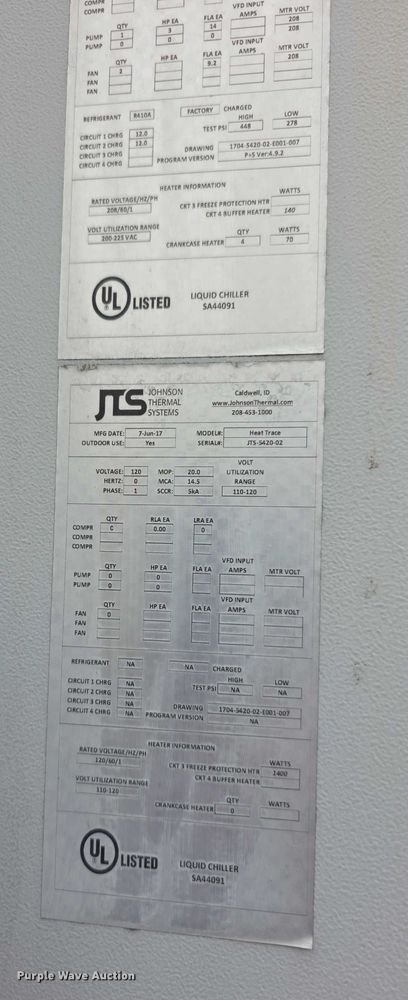 COMPR
COMPR
QTY HP EA FLA EA VFD INPUT AMPS MTR VOLT
PUMP 1 3 14 208
PUMP 0 0 0 208
QTY HP EA FLA EA VFD INPUT AMPS MTR VOLT
FAN 2 9.2 208
FAN
FAN
REFRIGERANT R410A FACTORY CHARGED
HIGH LOW
CIRCUIT 1 CHRG 12.0 TEST PSI 448 278
CIRCUIT 2 CHRG 12.0
CIRCUIT 3 CHRG DRAWING 1704-5420-02-E001-007
CIRCUIT 4 CHRG PROGRAM VERSION P>S Ver:4.9.2
HEATER INFORMATION
RATED VOLTAGE/HZ/PH WATTS
208/60/1 CKT 3 FREEZE PROTECTION HTR
CKT 4 BUFFER HEATER 140
VOLT UTILIZATION RANGE QTY WATTS
200-225 VAC CRANKCASE HEATER 4 70
UL LISTED LIQUID CHILLER
SA44091
JTS JOHNSON THERMAL SYSTEMS
Caldwell, ID
www.JohnsonThermal.com
208-453-1000
MFG DATE: 7-Jun-17 MODEL#: Heat Trace
OUTDOOR USE: Yes SERIAL#: JTS-5420-02
VOLT
VOLTAGE: 120 MOP: 20.0 UTILIZATION
HERTZ: 0 MCA: 14.5 RANGE
PHASE: 1 SCCR: 5kA 110-120
QTY RLA EA LRA EA
COMPR C 0.00 0
COMPR
COMPR
QTY HP EA FLA EA VFD INPUT AMPS MTR VOLT
PUMP 0 0
PUMP 0 0
QTY HP EA FLA EA VFD INPUT AMPS MTR VOLT
FAN 0
FAN
FAN
REFRIGERANT NA NA CHARGED
HIGH LOW
CIRCUIT 1 CHRG NA TEST PSI NA NA
CIRCUIT 2 CHRG NA
CIRCUIT 3 CHRG NA DRAWING 1704-5420-02-E001-007
CIRCUIT 4 CHRG NA PROGRAM VERSION NA
HEATER INFORMATION
RATED VOLTAGE/HZ/PH WATTS
120/60/1 CKT 3 FREEZE PROTECTION HTR 1400
CKT 4 BUFFER HEATER
VOLT UTILIZATION RANGE QTY WATTS
110-120 CRANKCASE HEATER 0
UL LISTED LIQUID CHILLER
SA44091
Purple Wave Auction